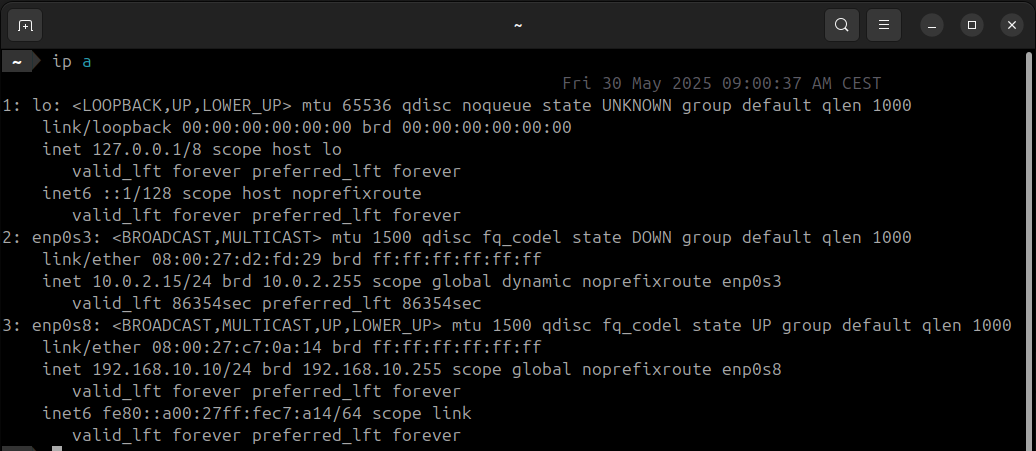 ~
~ ip a
Fri 30 May 2025 09:00:37 AM CEST
1: lo: <LOOPBACK,UP,LOWER_UP> mtu 65536 qdisc noqueue state UNKNOWN group default qlen 1000
link/loopback 00:00:00:00:00:00 brd 00:00:00:00:00:00
inet 127.0.0.1/8 scope host lo
valid_lft forever preferred_lft forever
inet6 ::1/128 scope host noprefixroute
valid_lft forever preferred_lft forever
2: enp0s3: <BROADCAST,MULTICAST> mtu 1500 qdisc fq_codel state DOWN group default qlen 1000
link/ether 08:00:27:d2:fd:29 brd ff:ff:ff:ff:ff:ff
inet 10.0.2.15/24 brd 10.0.2.255 scope global dynamic noprefixroute enp0s3
valid_lft 86354sec preferred_lft 86354sec
3: enp0s8: <BROADCAST,MULTICAST,UP,LOWER_UP> mtu 1500 qdisc fq_codel state UP group default qlen 1000
link/ether 08:00:27:c7:0a:14 brd ff:ff:ff:ff:ff:ff
inet 192.168.10.10/24 brd 192.168.10.255 scope global noprefixroute enp0s8
valid_lft forever preferred_lft forever
inet6 fe80::a00:27ff:fec7:a14/64 scope link
valid_lft forever preferred_lft forever